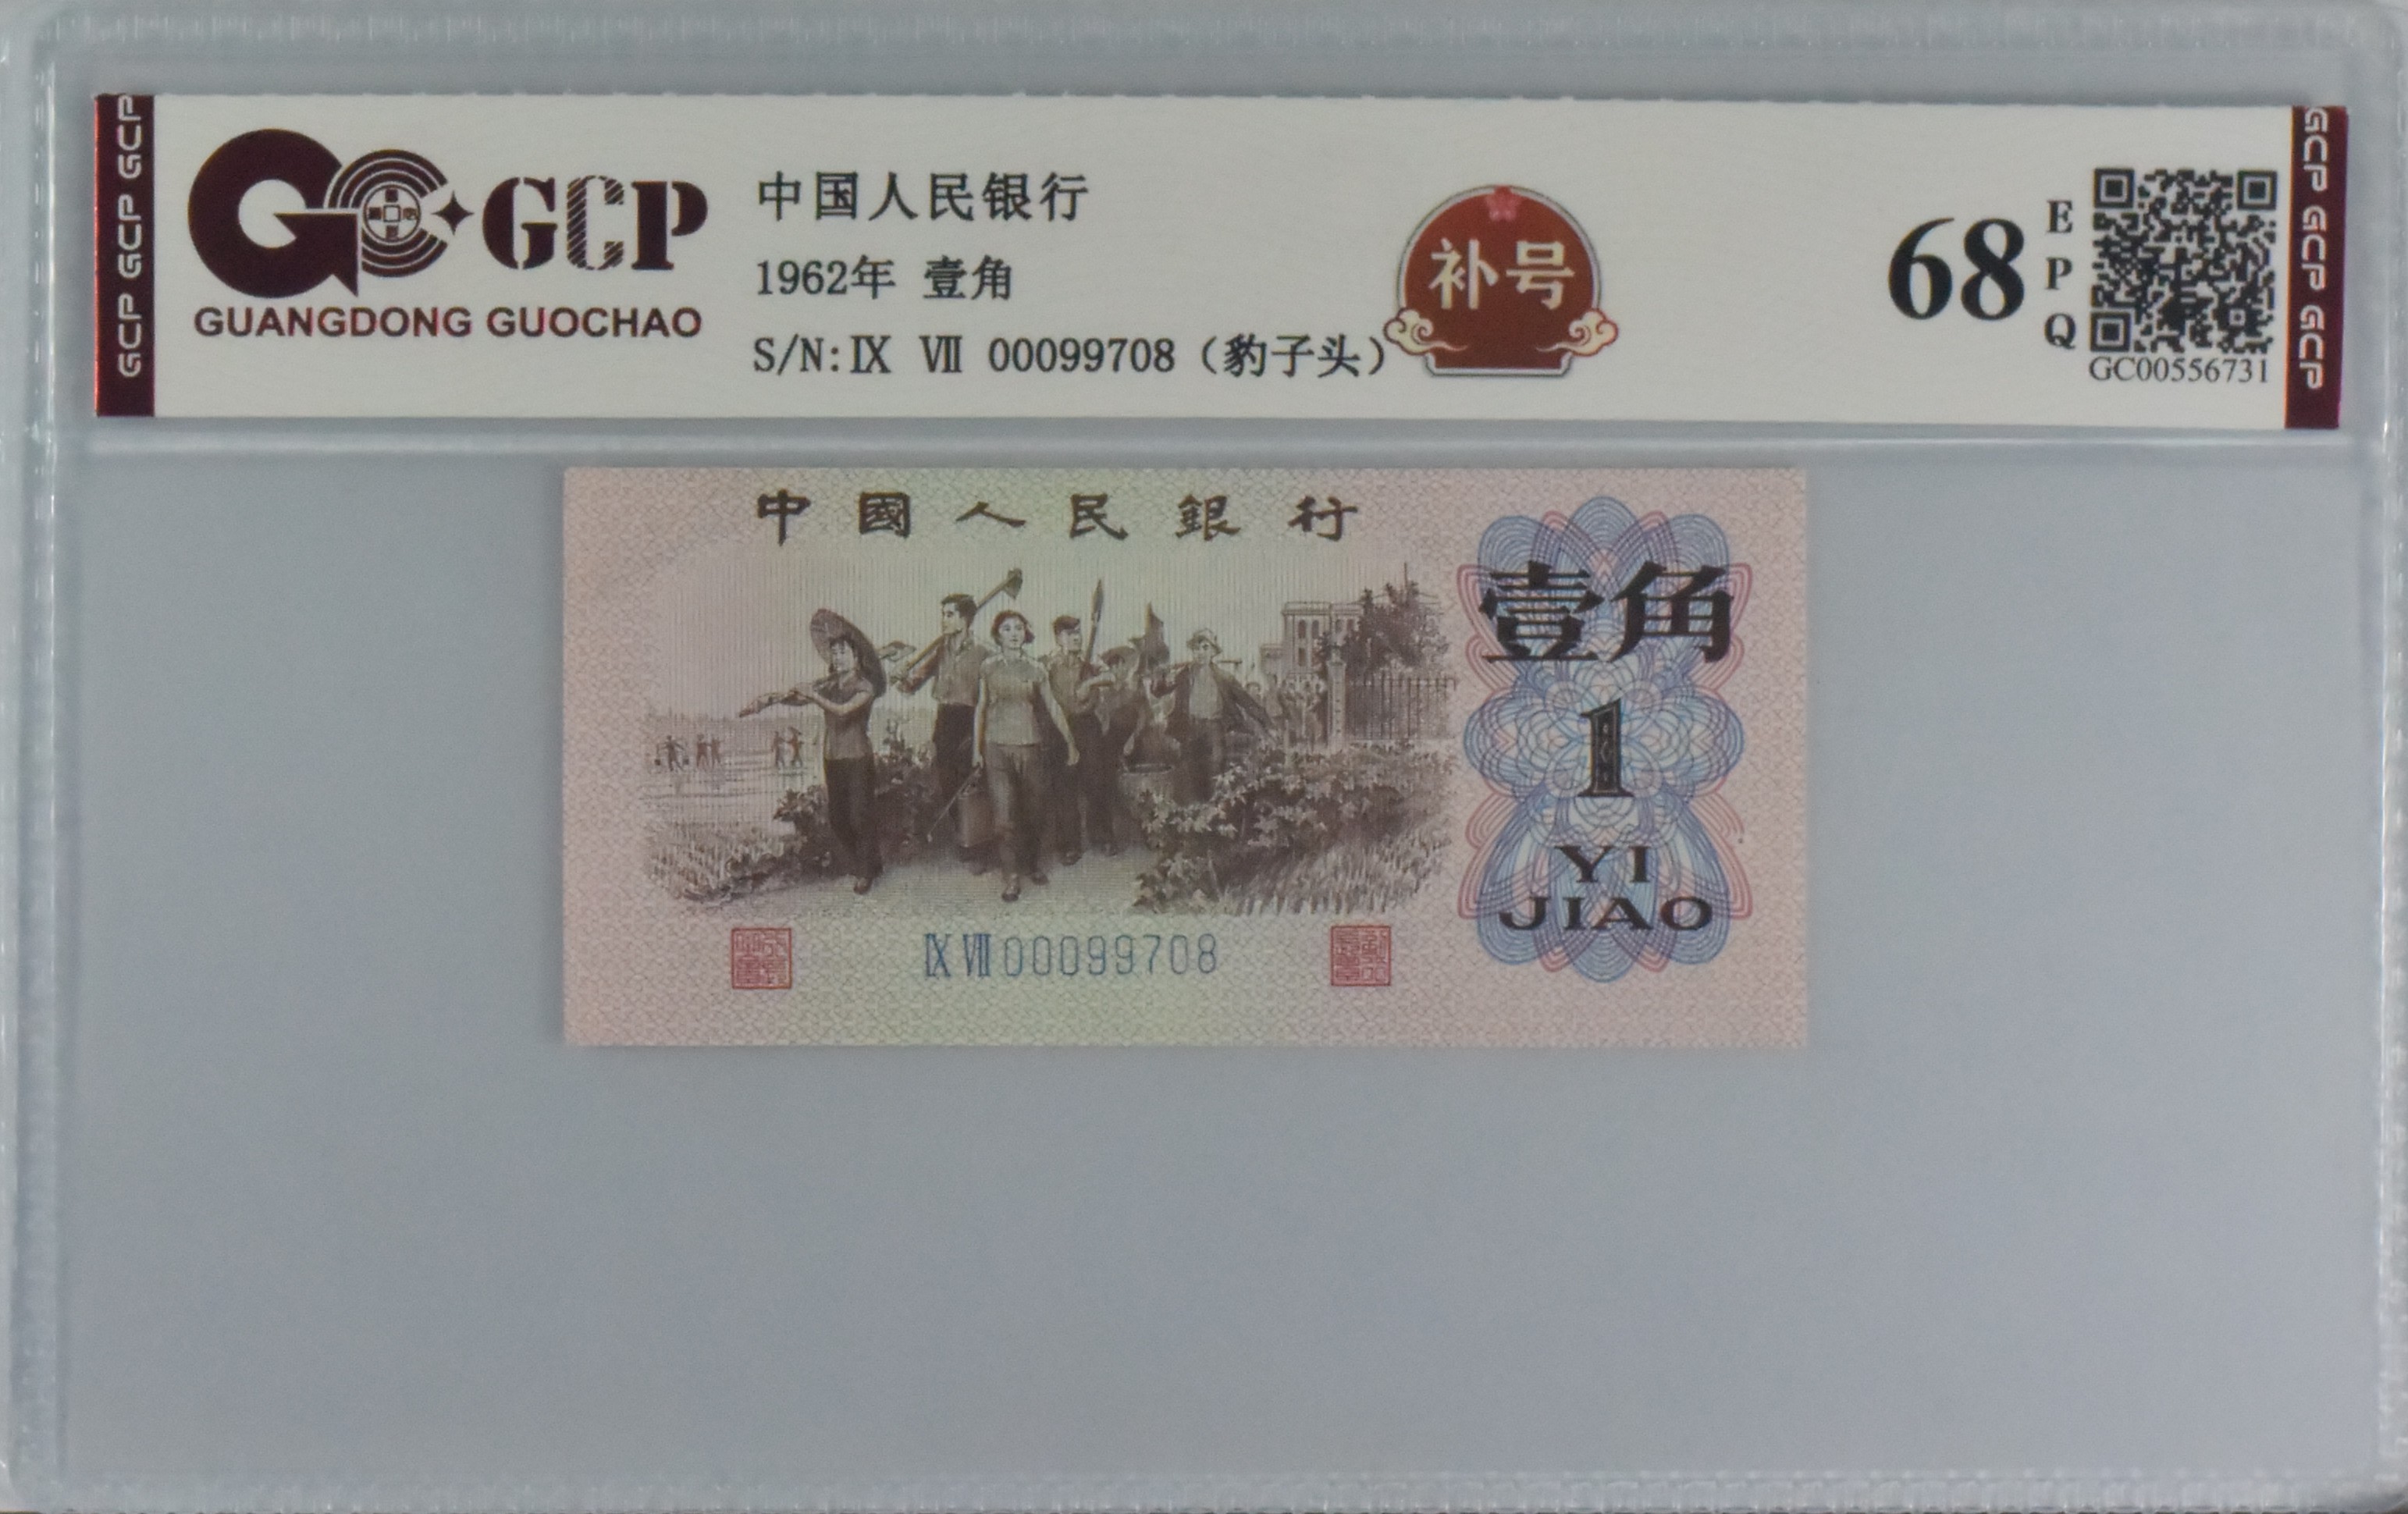 GCP GCP GCP
GCP
GUANGDONG GUOCHAO
中国人民银行
1962年 壹角
S/N:Ⅸ Ⅶ 00099708（豹子头）
补号
68
E
P
Q
GC00556731
GCP GCP GCP
中國人民銀行
壹角
1
YI
JIAO
Ⅸ Ⅶ 00099708